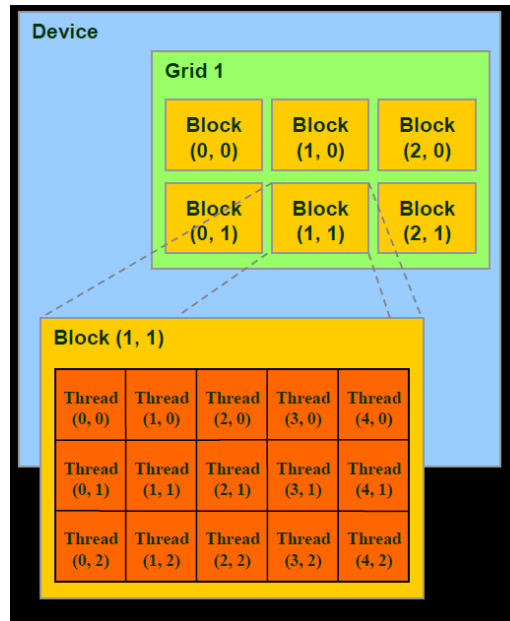 Device
Grid 1
Block Block Block
(0, 0) (1, 0) (2, 0)
Block Block Block
(0, 1) (1, 1) (2, 1)
Block (1, 1)
Thread Thread Thread Thread Thread
(0, 0) (1, 0) (2, 0) (3, 0) (4, 0)
Thread Thread Thread Thread Thread
(0, 1) (1, 1) (2, 1) (3, 1) (4, 1)
Thread Thread Thread Thread Thread
(0, 2) (1, 2) (2, 2) (3, 2) (4, 2)